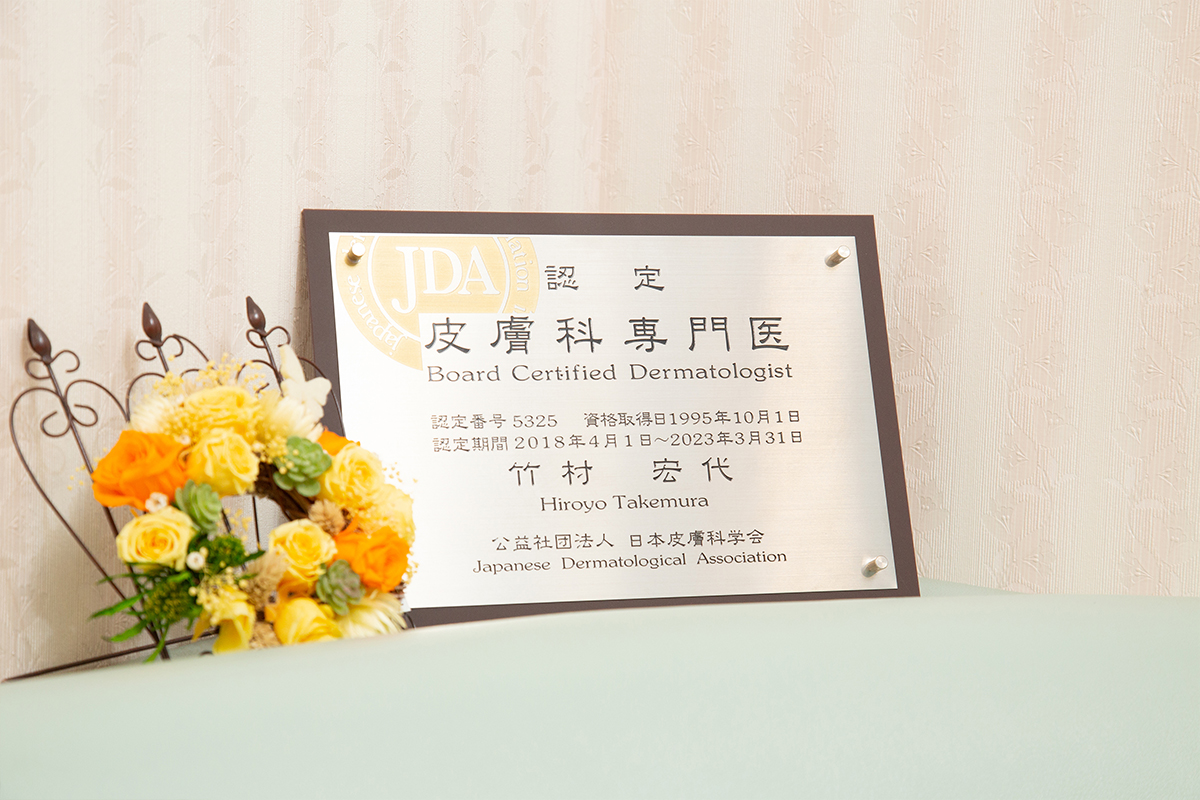 JDA
Japanese
認定
皮膚科専門医
Board Certified Dermatologist
認定番号 5325 資格取得日1995年10月1日
認定期間 2018年4月1日～2023年3月31日
竹村 宏代
Hiroyo Takemura
公益社団法人 日本皮膚科学会
Japanese Dermatological Association